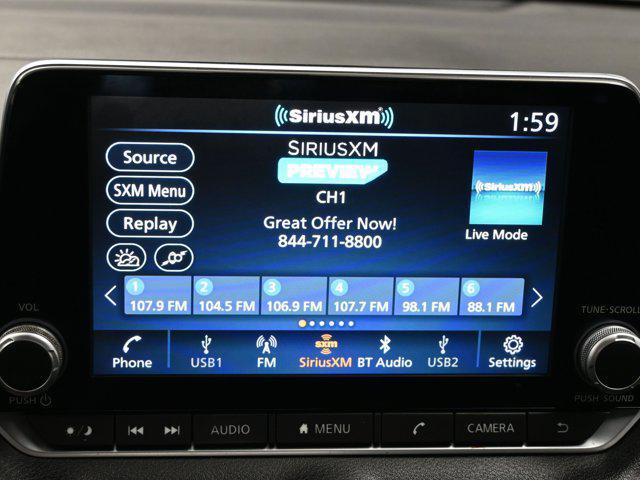 SiriusXM
1:59
Source
SIRIUSXM
PREVIEW
SXM Menu
CH1
Replay
Great Offer Now!
844-711-8800
SiriusXM
Live Mode
1 2 3 4 5 6
107.9 FM 104.5 FM 106.9 FM 107.7 FM 98.1 FM 88.1 FM
VOL
TUNE·SCROLL
sxm
Phone USB1 FM SiriusXM BT Audio USB2 Settings
PUSH
PUSH SOUND
AUDIO MENU CAMERA